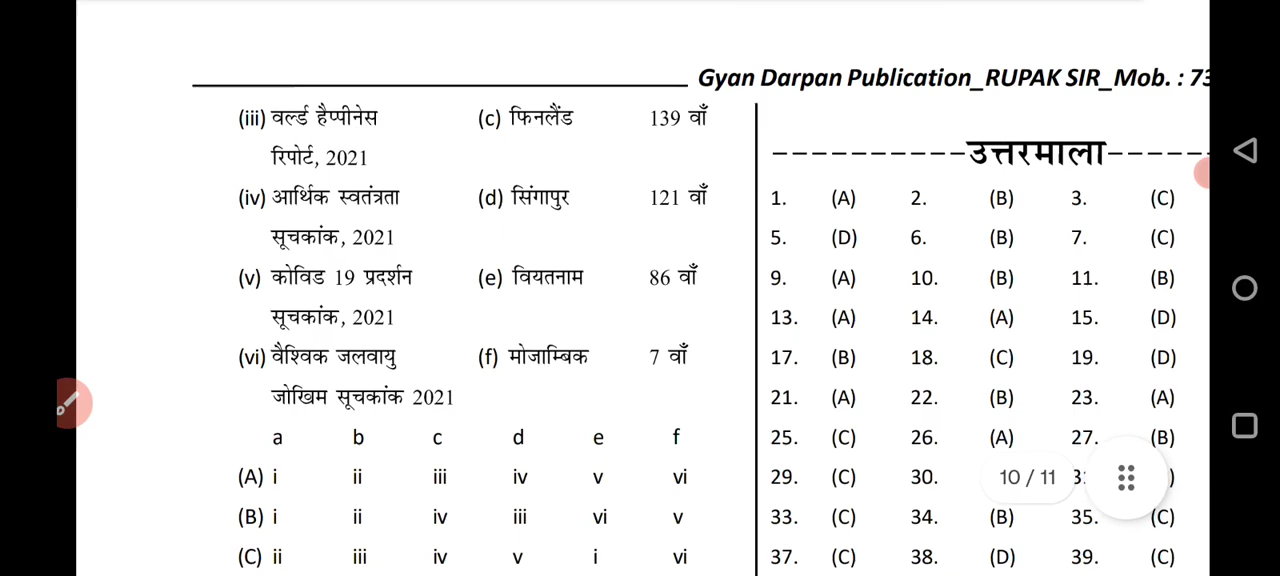 Gyan Darpan Publication_RUPAK SIR_Mob. : 73
(iii) वर्ल्ड हैप्पीनेस (c) फिनलैंड 139 वाँ
रिपोर्ट, 2021
(iv) आर्थिक स्वतंत्रता (d) सिंगापुर 121 वाँ
सूचकांक, 2021
(v) कोविड 19 प्रदर्शन (e) वियतनाम 86 वाँ
सूचकांक, 2021
(vi) वैश्विक जलवायु (f) मोजाम्बिक 7 वाँ
जोखिम सूचकांक 2021
a b c d e f
(A) i ii iii iv v vi
(B) i ii iv iii vi v
(C) ii iii iv v i vi
----------उत्तरमाला-----
1. (A) 2. (B) 3. (C)
5. (D) 6. (B) 7. (C)
9. (A) 10. (B) 11. (B)
13. (A) 14. (A) 15. (D)
17. (B) 18. (C) 19. (D)
21. (A) 22. (B) 23. (A)
25. (C) 26. (A) 27. (B)
29. (C) 30. 10 / 11
33. (C) 34. (B) 35. (C)
37. (C) 38. (D) 39. (C)